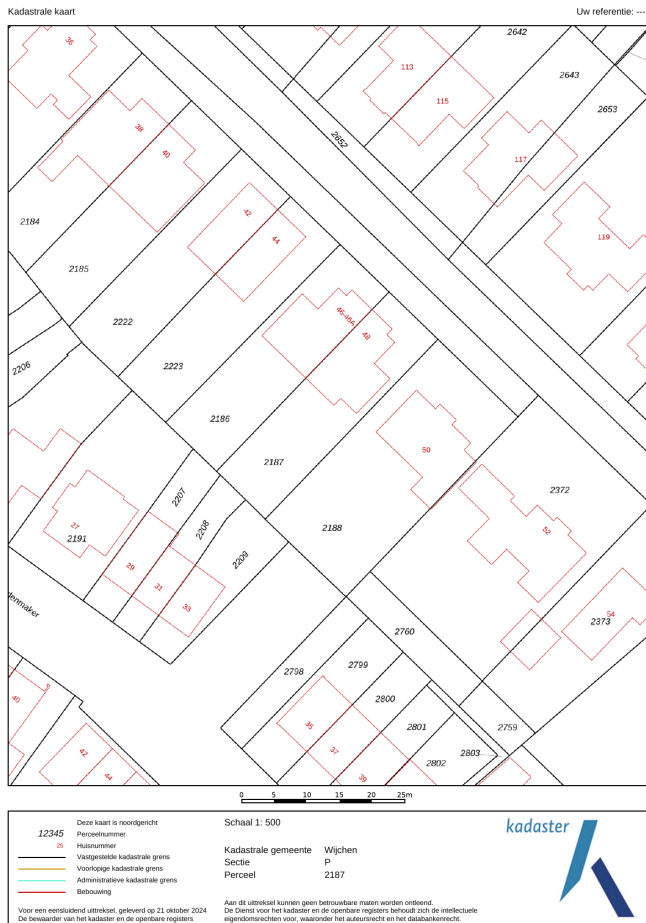 Kadastrale kaart
Uw referentie: ---
36
113
2642
115
2643
2653
38
40
2652
117
2184
42
44
119
2185
2222
46-46A
48
2206
2223
2186
50
2187
2372
2207
2188
52
27
2191
2208
2209
29
31
33
54
2373
denmaker
2760
2798
2799
5
40
2800
35
2801
2759
37
42
44
39
2802
2803
0 5 10 15 20 25m
Deze kaart is noordgericht
12345 Perceelnummer
25 Huisnummer
Vastgestelde kadastrale grens
Voorlopige kadastrale grens
Administratieve kadastrale grens
Bebouwing
Voor een eensluidend uittreksel, geleverd op 21 oktober 2024
De bewaarder van het kadaster en de openbare registers
Schaal 1: 500
Kadastrale gemeente Wijchen
Sectie P
Perceel 2187
Aan dit uittreksel kunnen geen betrouwbare maten worden ontleend.
De Dienst voor het kadaster en de openbare registers behoudt zich de intellectuele
eigendomsrechten voor, waaronder het auteursrecht en het databankenrecht.
kadaster